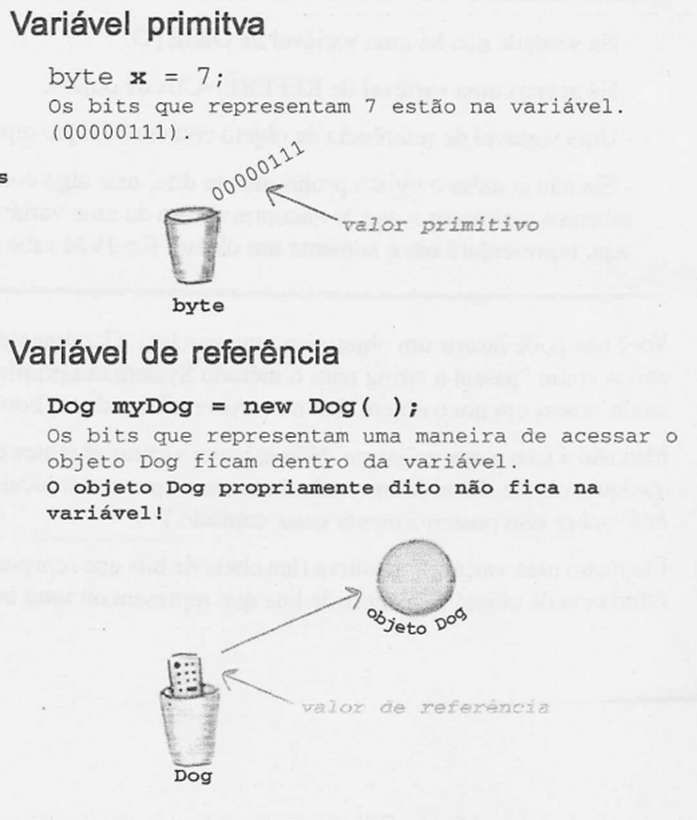 Variável primitva
byte x = 7;
Os bits que representam 7 estão na variável.
(00000111).
s
00000111
valor primitivo
byte
Variável de referência
Dog myDog = new Dog( );
Os bits que representam uma maneira de acessar o
objeto Dog ficam dentro da variável.
O objeto Dog propriamente dito não fica na
variável!
objeto Dog
valor de referência
Dog